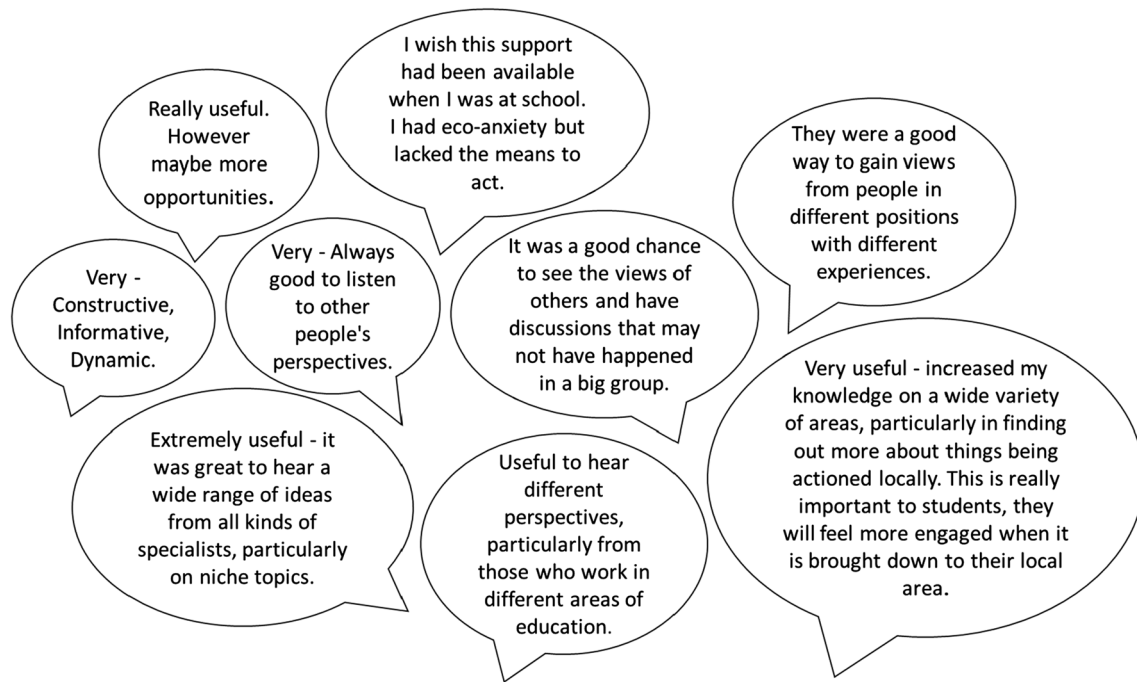 I wish this support
had been available
when I was at school.
I had eco-anxiety but
lacked the means to
act.
Really useful.
However
maybe more
opportunities.
They were a good
way to gain views
from people in
different positions
with different
experiences.
Very -
Constructive,
Informative,
Dynamic.
Very - Always
good to listen
to other
people's
perspectives.
It was a good chance
to see the views of
others and have
discussions that may
not have happened
in a big group.
Very useful - increased my
knowledge on a wide variety
of areas, particularly in finding
out more about things being
actioned locally. This is really
important to students, they
will feel more engaged when it
is brought down to their local
area.
Extremely useful - it
was great to hear a
wide range of ideas
from all kinds of
specialists, particularly
on niche topics.
Useful to hear
different
perspectives,
particularly from
those who work in
different areas of
education.